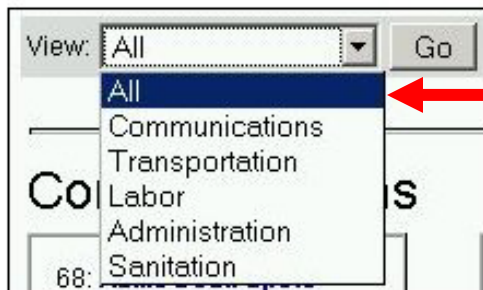 View: All Go
All
Communications
Transportation
Labor
Administration
Sanitation
68: